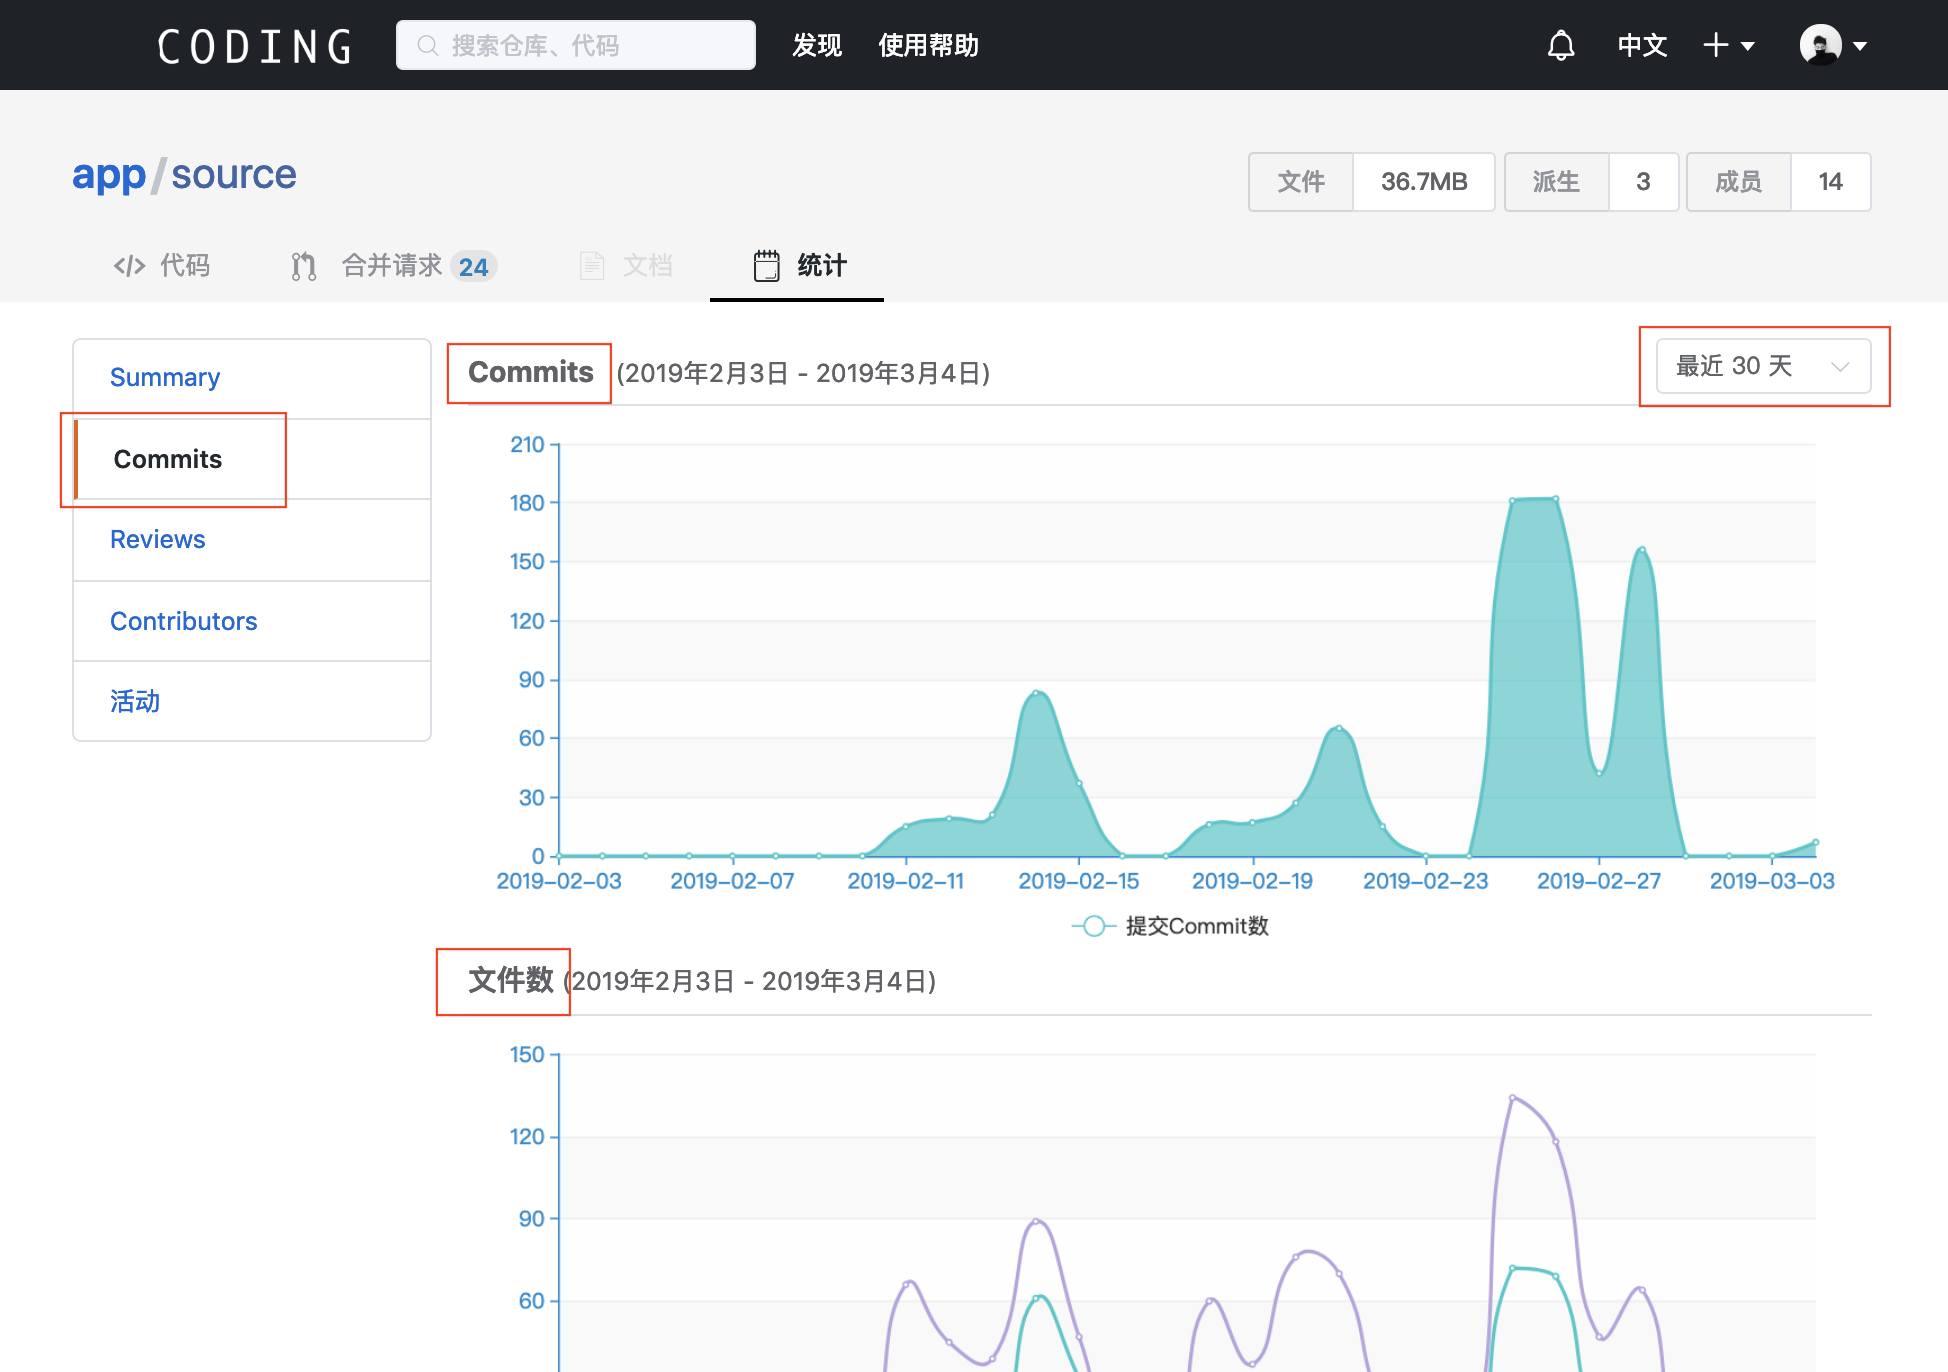 CODING 搜索仓库、代码 发现 使用帮助 中文
app/source 文件 36.7MB 派生 3 成员 14
代码 合并请求 24 文档 统计
Summary
Commits
Reviews
Contributors
活动
Commits (2019年2月3日 - 2019年3月4日) 最近 30 天
210
180
150
120
90
60
30
0
2019-02-03 2019-02-07 2019-02-11 2019-02-15 2019-02-19 2019-02-23 2019-02-27 2019-03-03
提交Commit数
文件数 (2019年2月3日 - 2019年3月4日)
150
120
90
60